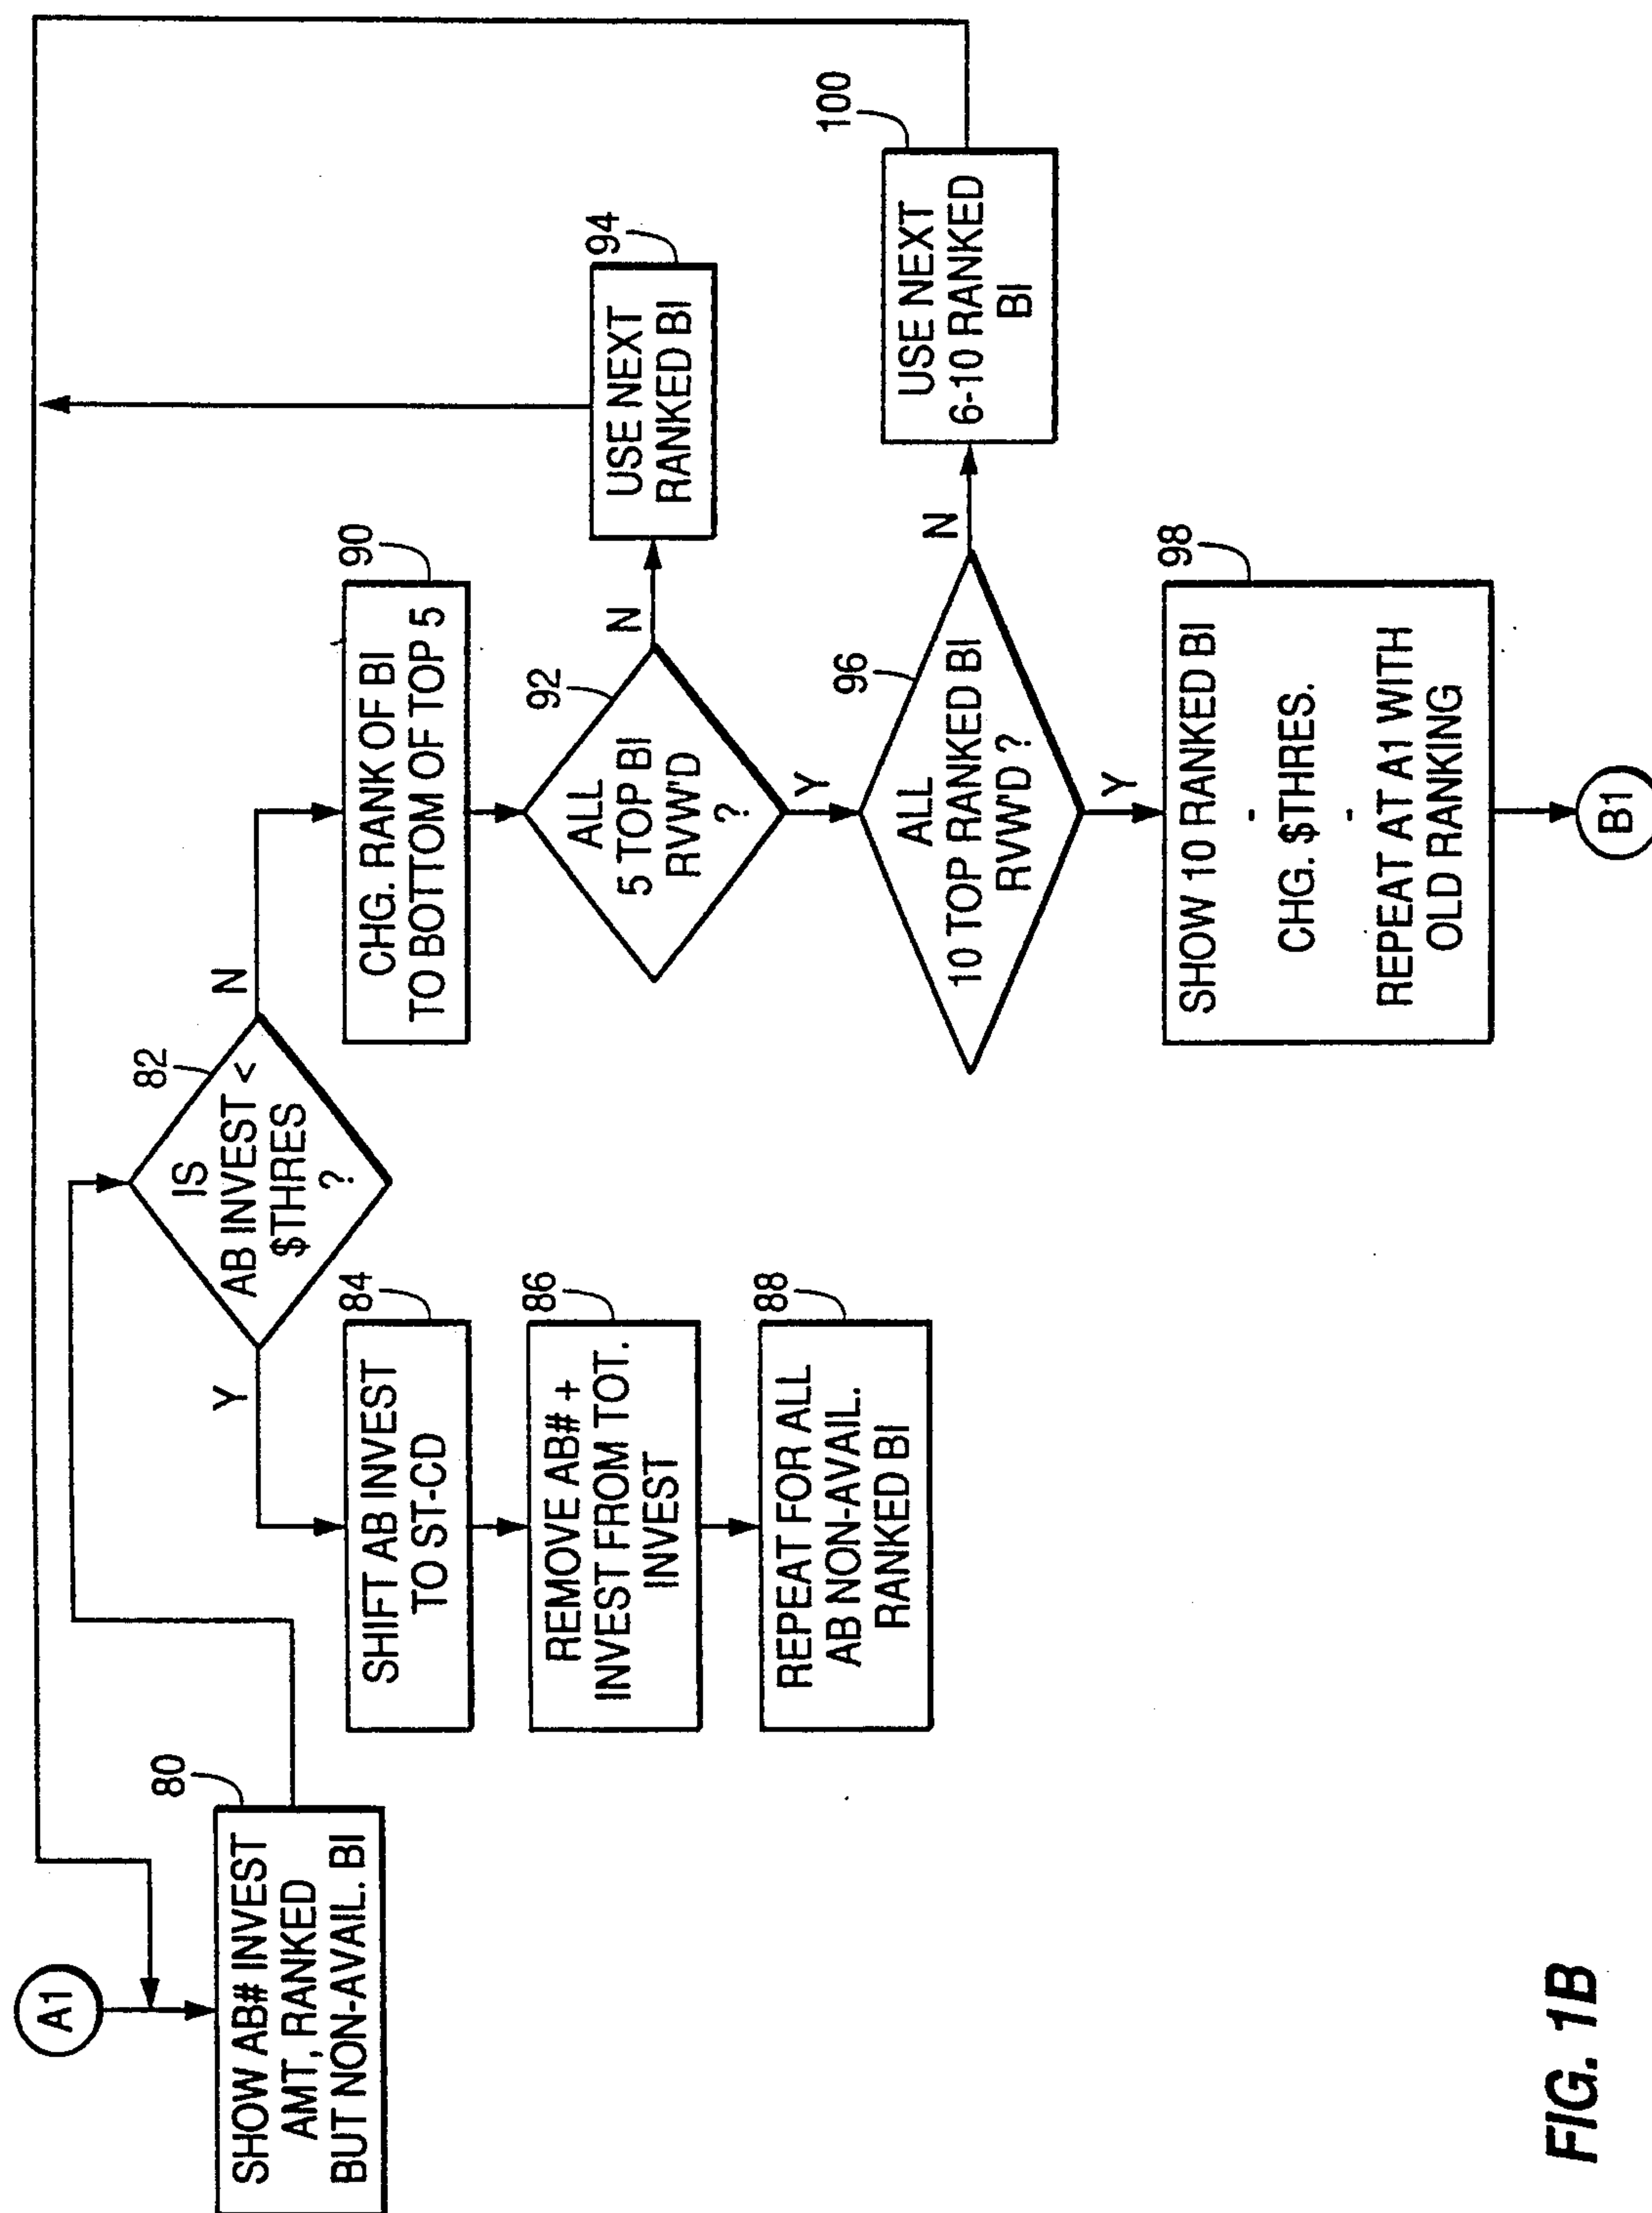 A1
80
SHOW AB# INVEST
AMT, RANKED
BUT NON-AVAIL. BI
82
IS
AB INVEST <
$THRES
?
Y
N
84
SHIFT AB INVEST
TO ST-CD
86
REMOVE AB# +
INVEST FROM TOT.
INVEST
88
REPEAT FOR ALL
AB NON-AVAIL.
RANKED BI
90
CHG. RANK OF BI
TO BOTTOM OF TOP 5
92
ALL
5 TOP BI
RVW'D
?
N
94
USE NEXT
RANKED BI
Y
96
ALL
10 TOP RANKED BI
RVW'D ?
N
100
USE NEXT
6-10 RANKED
BI
Y
98
SHOW 10 RANKED BI
-
CHG. $THRES.
-
REPEAT AT A1 WITH
OLD RANKING
B1
FIG. 1B